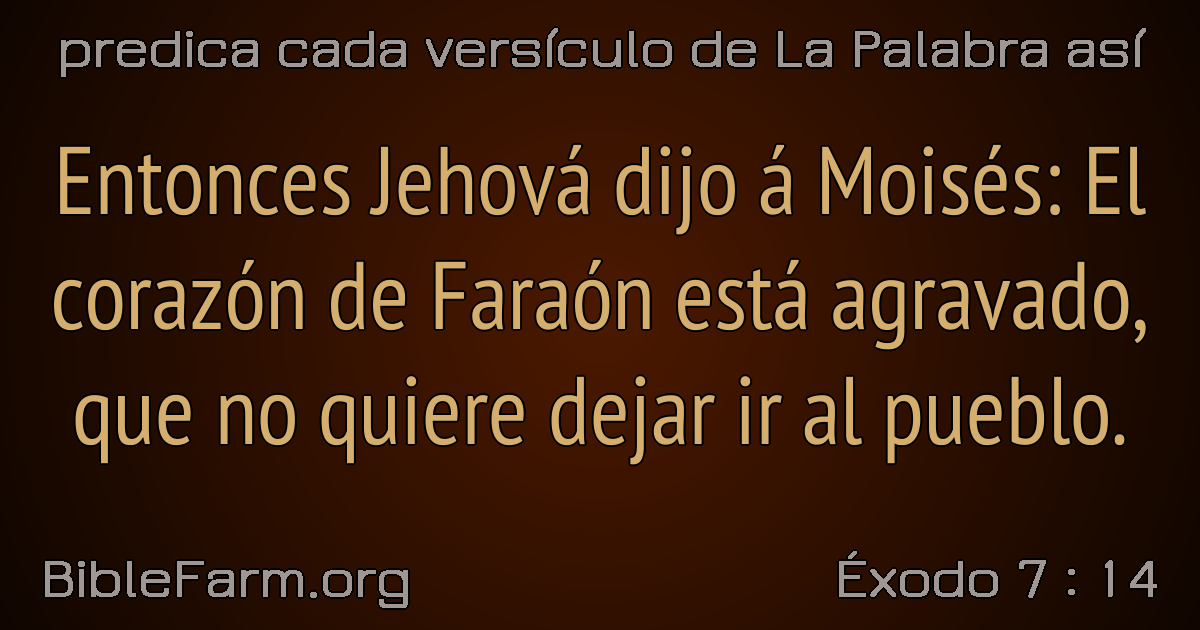 predica cada versículo de La Palabra así
Entonces Jehová dijo á Moisés: El
corazón de Faraón está agravado,
que no quiere dejar ir al pueblo.
BibleFarm.org
Éxodo 7 : 14